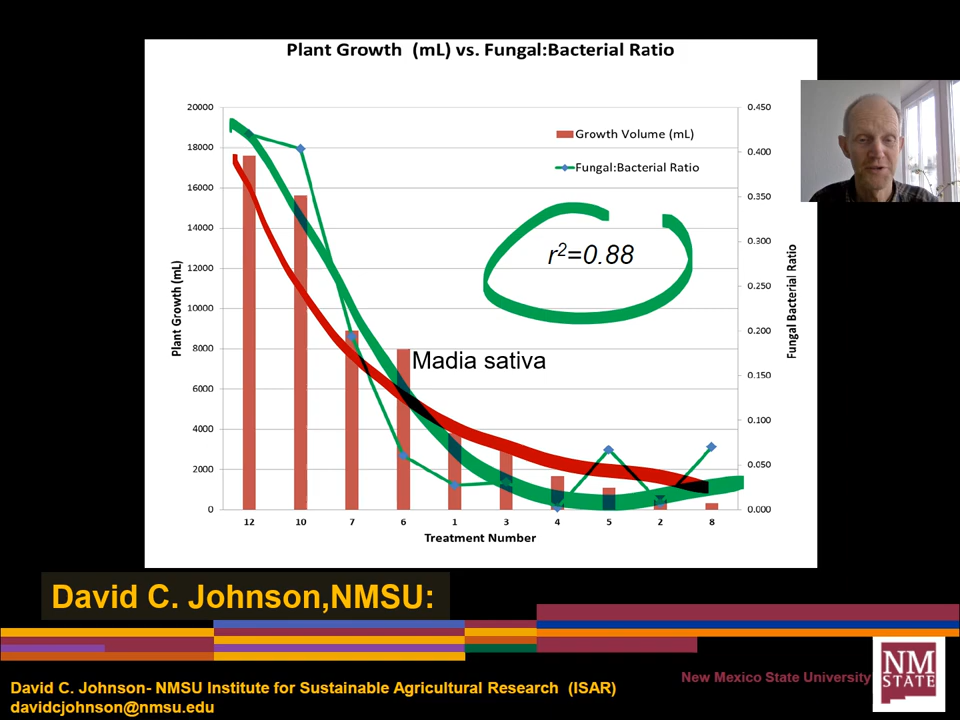 Plant Growth (mL) vs. Fungal:Bacterial Ratio
20000
18000
16000
14000
12000
10000
8000
6000
4000
2000
0
Plant Growth (mL)
0.450
0.400
0.350
0.300
0.250
0.200
0.150
0.100
0.050
0.000
Fungal Bacterial Ratio
Growth Volume (mL)
Fungal:Bacterial Ratio
r²=0.88
Madia sativa
12 10 7 6 1 3 4 5 2 8
Treatment Number
David C. Johnson,NMSU:
New Mexico State University
NM
STATE
David C. Johnson- NMSU Institute for Sustainable Agricultural Research (ISAR)
davidcjohnson@nmsu.edu